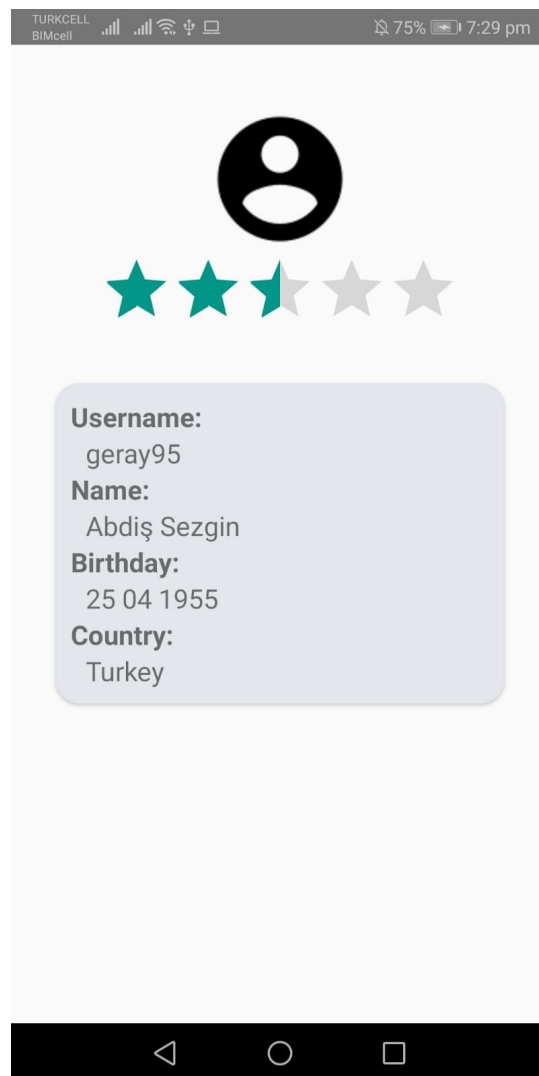 TURKCELL
BIMcell
75% 7:29 pm
Username:
geray95
Name:
Abdiş Sezgin
Birthday:
25 04 1955
Country:
Turkey